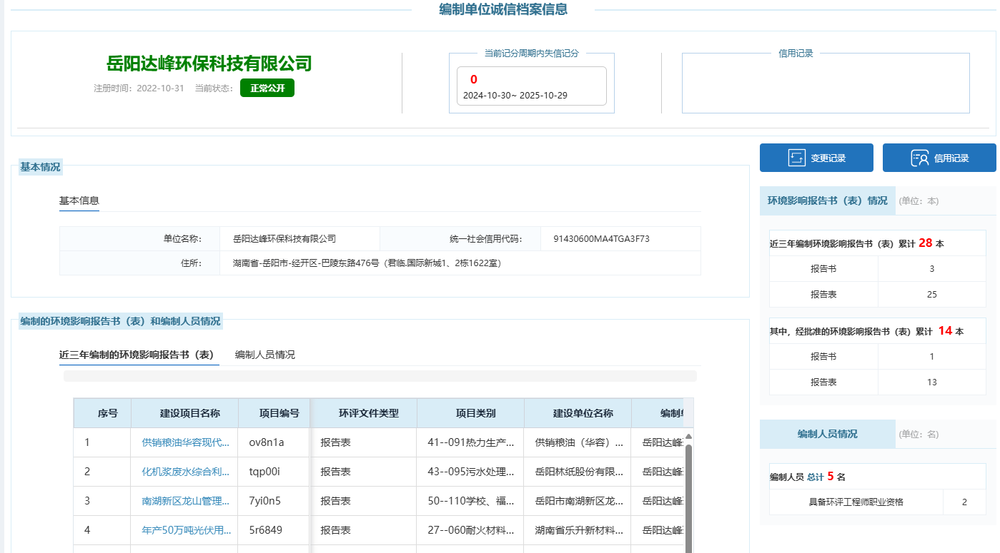 编制单位诚信档案信息
岳阳达峰环保科技有限公司
注册时间：2022-10-31 当前状态： 正常公开
当前记分周期内失信记分
0
2024-10-30~ 2025-10-29
信用记录
变更记录
信用记录
基本情况
基本信息
单位名称： 岳阳达峰环保科技有限公司 统一社会信用代码： 91430600MA4TGA3F73
住所： 湖南省-岳阳市-经开区-巴陵东路476号（君临.国际新城1、2栋1622室）
编制的环境影响报告书（表）和编制人员情况
近三年编制的环境影响报告书（表） 编制人员情况
序号 建设项目名称 项目编号 环评文件类型 项目类别 建设单位名称 编制
1 供销粮油华容现代... ov8n1a 报告表 41--091热力生产... 供销粮油（华容）... 岳阳达峰
2 化机浆废水综合利... tqp00i 报告表 43--095污水处理... 岳阳林纸股份有限... 岳阳达峰
3 南湖新区龙山管理... 7yi0n5 报告表 50--110学校、福... 岳阳市南湖新区龙... 岳阳达峰
4 年产50万吨光伏用... 5r6849 报告表 27--060耐火材料... 湖南省乐升新材料... 岳阳达峰
环境影响报告书（表）情况 (单位：本)
近三年编制环境影响报告书（表）累计 28 本
报告书 3
报告表 25
其中，经批准的环境影响报告书（表）累计 14 本
报告书 1
报告表 13
编制人员情况 (单位：名)
编制人员 总计 5 名
具备环评工程师职业资格 2